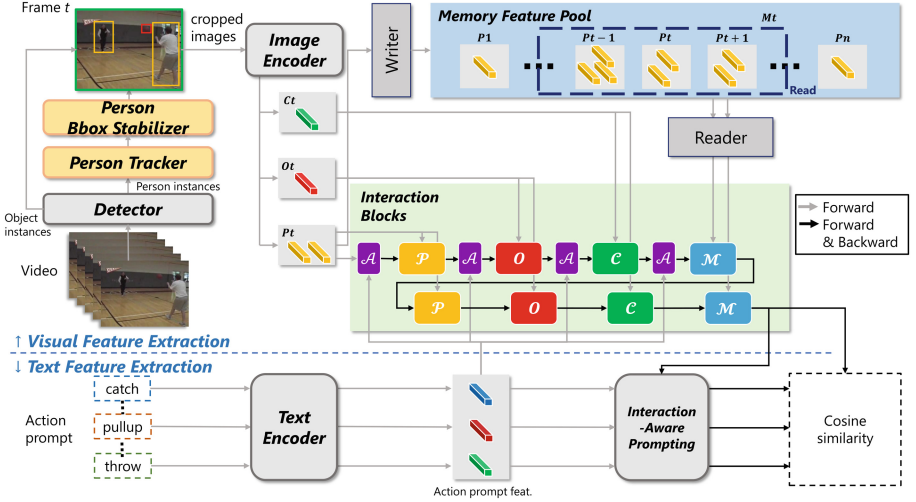 Frame t
cropped
images
Image
Encoder
Writer
Memory Feature Pool
Mt
P1
Pt − 1
Pt
Pt + 1
Pn
Read
Reader
Person
Bbox Stabilizer
Person Tracker
Person instances
Detector
Object
instances
Video
Ct
Ot
Pt
Interaction
Blocks
A P A O A C A M
P O C M
Forward
Forward
& Backward
↑ Visual Feature Extraction
↓ Text Feature Extraction
Action
prompt
catch
pullup
throw
Text
Encoder
Action prompt feat.
Interaction
-Aware
Prompting
Cosine
similarity